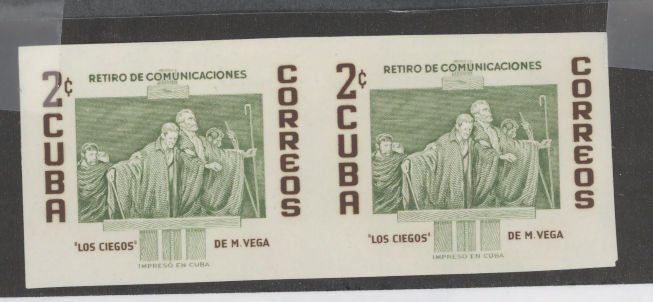 2¢
CUBA
RETIRO DE COMUNICACIONES
CORREOS
"LOS CIEGOS"
DE M. VEGA
IMPRESO EN CUBA
2¢
CUBA
RETIRO DE COMUNICACIONES
CORREOS
"LOS CIEGOS"
DE M. VEGA
IMPRESO EN CUBA